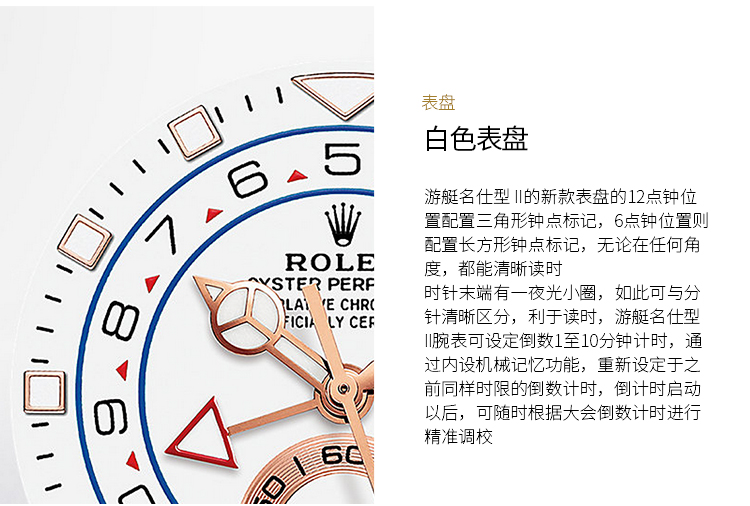 5
6
7
8
9
60
表盘
白色表盘
游艇名仕型 II的新款表盘的12点钟位
置配置三角形钟点标记，6点钟位置则
配置长方形钟点标记，无论在任何角
度，都能清晰读时
时针末端有一夜光小圈，如此可与分
针清晰区分，利于读时，游艇名仕型
II腕表可设定倒数1至10分钟计时，通
过内设机械记忆功能，重新设定于之
前同样时限的倒数计时，倒计时启动
以后，可随时根据大会倒数计时进行
精准调校